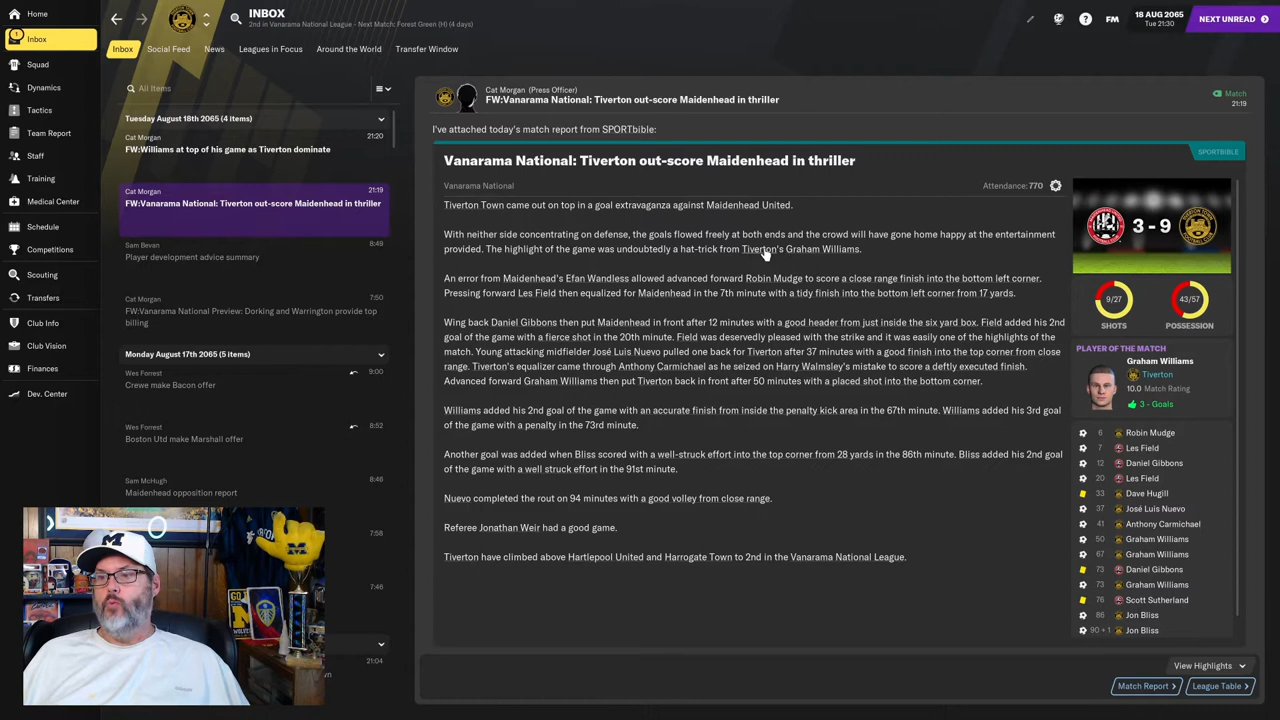 INBOX
2nd in Vanarama National League - Next Match: Forest Green (H) (4 days)
FM
18 AUG 2065
Tue 21:30
NEXT UNREAD
Home
1
Inbox
Squad
Dynamics
Tactics
Team Report
Staff
Training
Medical Center
Schedule
Competitions
Scouting
Transfers
Club Info
Club Vision
Finances
Dev. Center
Inbox
Social Feed
News
Leagues in Focus
Around the World
Transfer Window
All Items
Tuesday August 18th 2065 (4 items)
Cat Morgan
21:20
FW:Williams at top of his game as Tiverton dominate
Cat Morgan
21:19
FW:Vanarama National: Tiverton out-score Maidenhead in thriller
Sam Bevan
8:49
Player development advice summary
Cat Morgan
7:50
FW:Vanarama National Preview: Dorking and Warrington provide top
billing
Monday August 17th 2065 (5 items)
Wes Forrest
9:00
Crewe make Bacon offer
Wes Forrest
8:52
Boston Utd make Marshall offer
Sam McHugh
8:46
Maidenhead opposition report
7:58
7:46
21:04
Cat Morgan (Press Officer)
FW:Vanarama National: Tiverton out-score Maidenhead in thriller
Match
21:19
I've attached today's match report from SPORTbible:
Vanarama National: Tiverton out-score Maidenhead in thriller
SPORTBIBLE
Vanarama National
Attendance: 770
Tiverton Town came out on top in a goal extravaganza against Maidenhead United.
With neither side concentrating on defense, the goals flowed freely at both ends and the crowd will have gone home happy at the entertainment
provided. The highlight of the game was undoubtedly a hat-trick from Tiverton's Graham Williams.
An error from Maidenhead's Efan Wandless allowed advanced forward Robin Mudge to score a close range finish into the bottom left corner.
Pressing forward Les Field then equalized for Maidenhead in the 7th minute with a tidy finish into the bottom left corner from 17 yards.
Wing back Daniel Gibbons then put Maidenhead in front after 12 minutes with a good header from just inside the six yard box. Field added his 2nd
goal of the game with a fierce shot in the 20th minute. Field was deservedly pleased with the strike and it was easily one of the highlights of the
match. Young attacking midfielder José Luis Nuevo pulled one back for Tiverton after 37 minutes with a good finish into the top corner from close
range. Tiverton's equalizer came through Anthony Carmichael as he seized on Harry Walmsley's mistake to score a deftly executed finish.
Advanced forward Graham Williams then put Tiverton back in front after 50 minutes with a placed shot into the bottom corner.
Williams added his 2nd goal of the game with an accurate finish from inside the penalty kick area in the 67th minute. Williams added his 3rd goal
of the game with a penalty in the 73rd minute.
Another goal was added when Bliss scored with a well-struck effort into the top corner from 28 yards in the 86th minute. Bliss added his 2nd goal
of the game with a well struck effort in the 91st minute.
Nuevo completed the rout on 94 minutes with a good volley from close range.
Referee Jonathan Weir had a good game.
Tiverton have climbed above Hartlepool United and Harrogate Town to 2nd in the Vanarama National League.
3 - 9
9/27
43/57
SHOTS
POSSESSION
PLAYER OF THE MATCH
Graham Williams
Tiverton
10.0 Match Rating
3 - Goals
6 Robin Mudge
7 Les Field
12 Daniel Gibbons
20 Les Field
33 Dave Hugill
37 José Luis Nuevo
41 Anthony Carmichael
50 Graham Williams
67 Graham Williams
73 Daniel Gibbons
73 Graham Williams
76 Scott Sutherland
86 Jon Bliss
90 + 1 Jon Bliss
View Highlights
Match Report
League Table